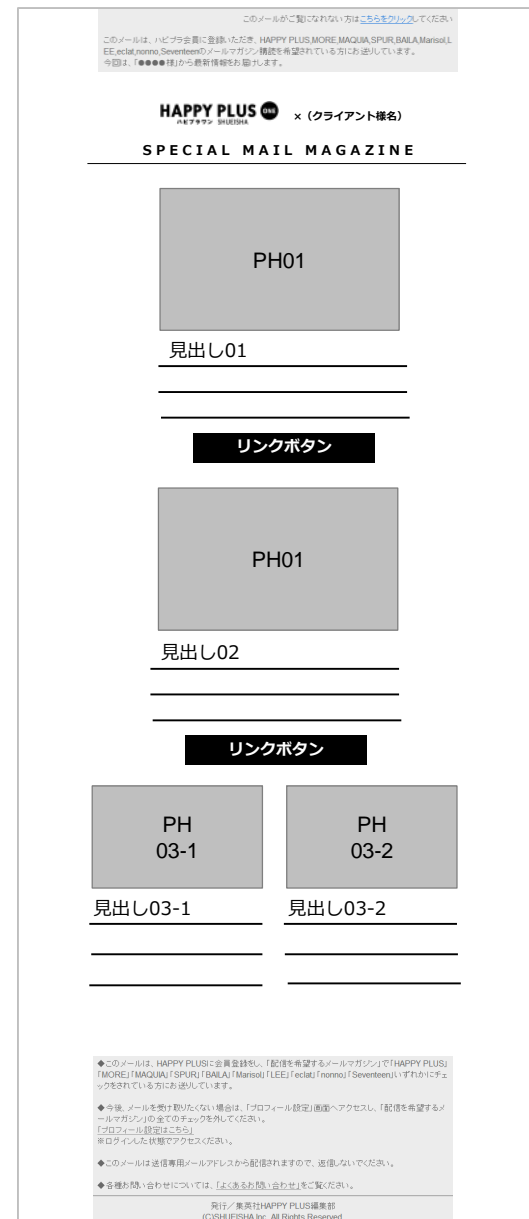 このメールがご覧になれない方はこちらをクリックしてください
このメールは、ハピプラ会員に登録いただき、HAPPY PLUS,MORE,MAQUIA,SPUR,BAILA,Marisol,L
EE,eclat,nonno,Seventeenのメールマガジン購読を希望されている方にお送りしています。
今回は、「●●●●様」から最新情報をお届けします。
HAPPY PLUS ONE ×（クライアント様名）
ハピプラワン SHUEISHA
SPECIAL MAIL MAGAZINE
PH01
見出し01
リンクボタン
PH01
見出し02
リンクボタン
PH
03-1
PH
03-2
見出し03-1
見出し03-2
◆このメールは、HAPPY PLUSに会員登録をし、「配信を希望するメールマガジン」で「HAPPY PLUS」
「MORE」「MAQUIA」「SPUR」「BAILA」「Marisol」「LEE」「eclat」「nonno」「Seventeen」いずれかにチェ
ックをされている方にお送りしています。
◆今後、メールを受け取りたくない場合は、「プロフィール設定」画面へアクセスし、「配信を希望するメ
ールマガジン」の全てのチェックを外してください。
「プロフィール設定はこちら」
※ログインした状態でアクセスください。
◆このメールは送信専用メールアドレスから配信されますので、返信しないでください。
◆各種お問い合わせについては、「よくあるお問い合わせ」をご覧ください。
発行／集英社HAPPY PLUS編集部
(C)SHUEISHA Inc. All Rights Reserved.